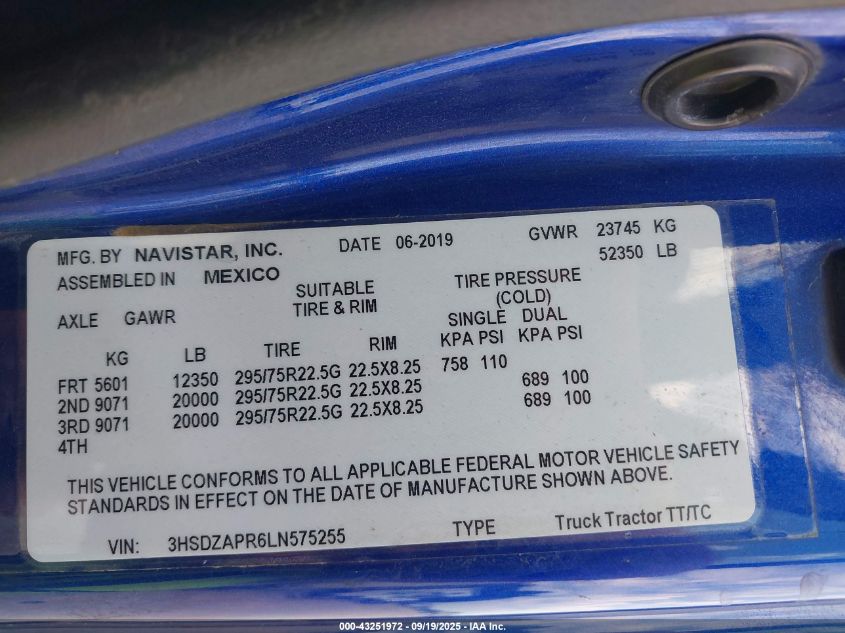 MFG. BY NAVISTAR, INC. DATE 06-2019 GVWR 23745 KG
52350 LB
ASSEMBLED IN MEXICO
SUITABLE TIRE PRESSURE
TIRE & RIM (COLD)
AXLE GAWR SINGLE DUAL
KG LB TIRE RIM KPA PSI KPA PSI
FRT 5601 12350 295/75R22.5G 22.5X8.25 758 110
2ND 9071 20000 295/75R22.5G 22.5X8.25 689 100
3RD 9071 20000 295/75R22.5G 22.5X8.25 689 100
4TH
THIS VEHICLE CONFORMS TO ALL APPLICABLE FEDERAL MOTOR VEHICLE SAFETY
STANDARDS IN EFFECT ON THE DATE OF MANUFACTURE SHOWN ABOVE.
VIN: 3HSDZAPR6LN575255 TYPE Truck Tractor TT/TC
000-43251972 - 09/19/2025 - IAA Inc.